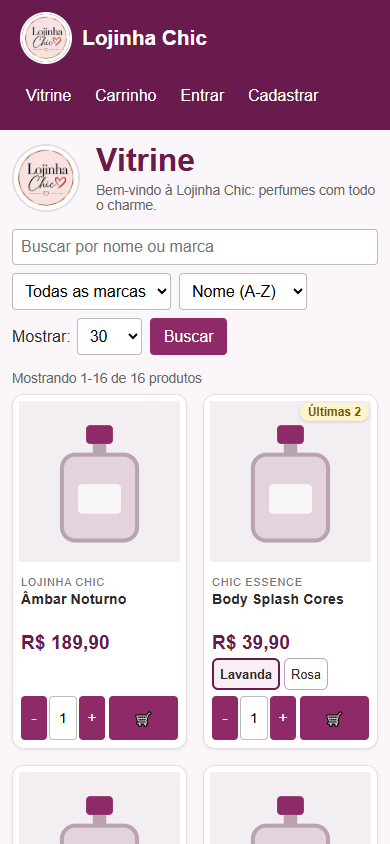 Lojinha
Chic
Lojinha Chic
Vitrine Carrinho Entrar Cadastrar
Lojinha
Chic
Vitrine
Bem-vindo à Lojinha Chic: perfumes com todo
o charme.
Buscar por nome ou marca
Todas as marcas Nome (A-Z)
Mostrar: 30 Buscar
Mostrando 1-16 de 16 produtos
LOJINHA CHIC
Âmbar Noturno
R$ 189,90
- 1 +
Últimas 2
CHIC ESSENCE
Body Splash Cores
R$ 39,90
Lavanda Rosa
- 1 +